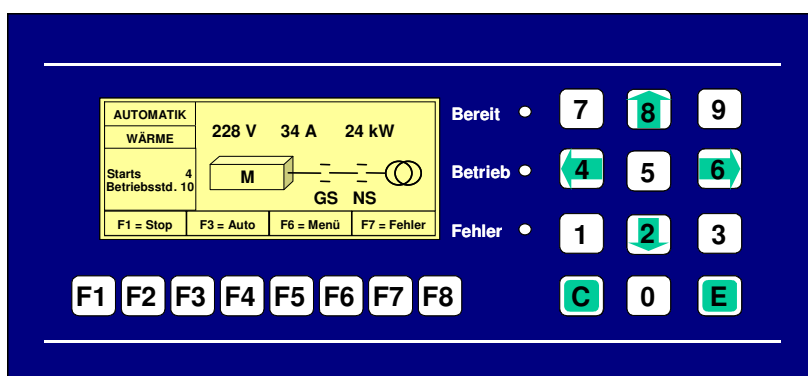 AUTOMATIK
WÄRME
228 V 34 A 24 kW
Starts 4
Betriebsstd. 10
M
GS NS
F1 = Stop F3 = Auto F6 = Menü F7 = Fehler
Bereit
Betrieb
Fehler
7 8 9
4 5 6
1 2 3
C 0 E
F1 F2 F3 F4 F5 F6 F7 F8